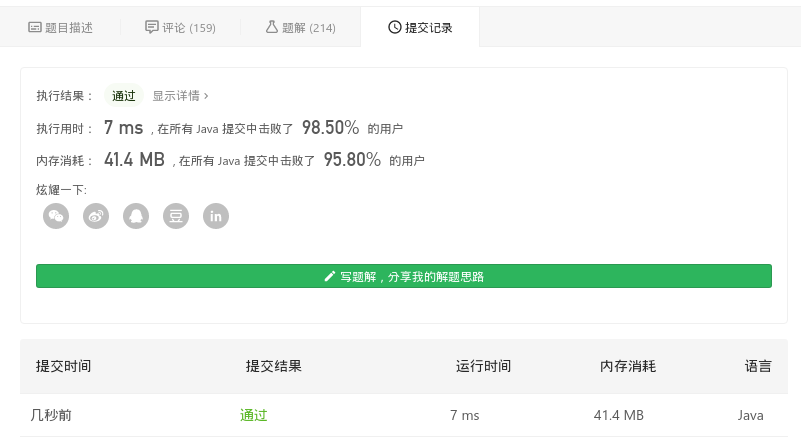 题目描述 评论 (159) 题解 (214) 提交记录
执行结果： 通过 显示详情 >
执行用时： 7 ms , 在所有 Java 提交中击败了 98.50% 的用户
内存消耗： 41.4 MB , 在所有 Java 提交中击败了 95.80% 的用户
炫耀一下:
豆 in
写题解，分享我的解题思路
提交时间 提交结果 运行时间 内存消耗 语言
几秒前 通过 7 ms 41.4 MB Java